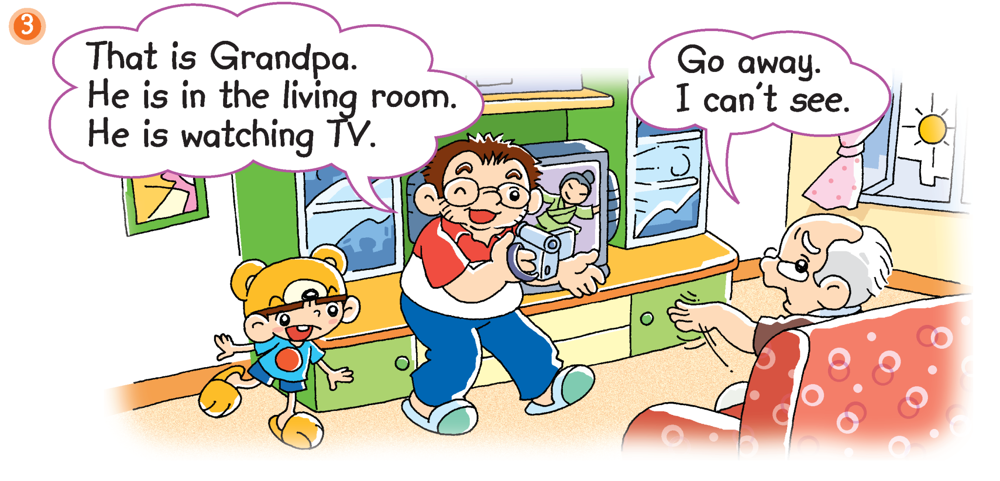 3
That is Grandpa.
He is in the living room.
He is watching TV.
Go away.
I can't see.